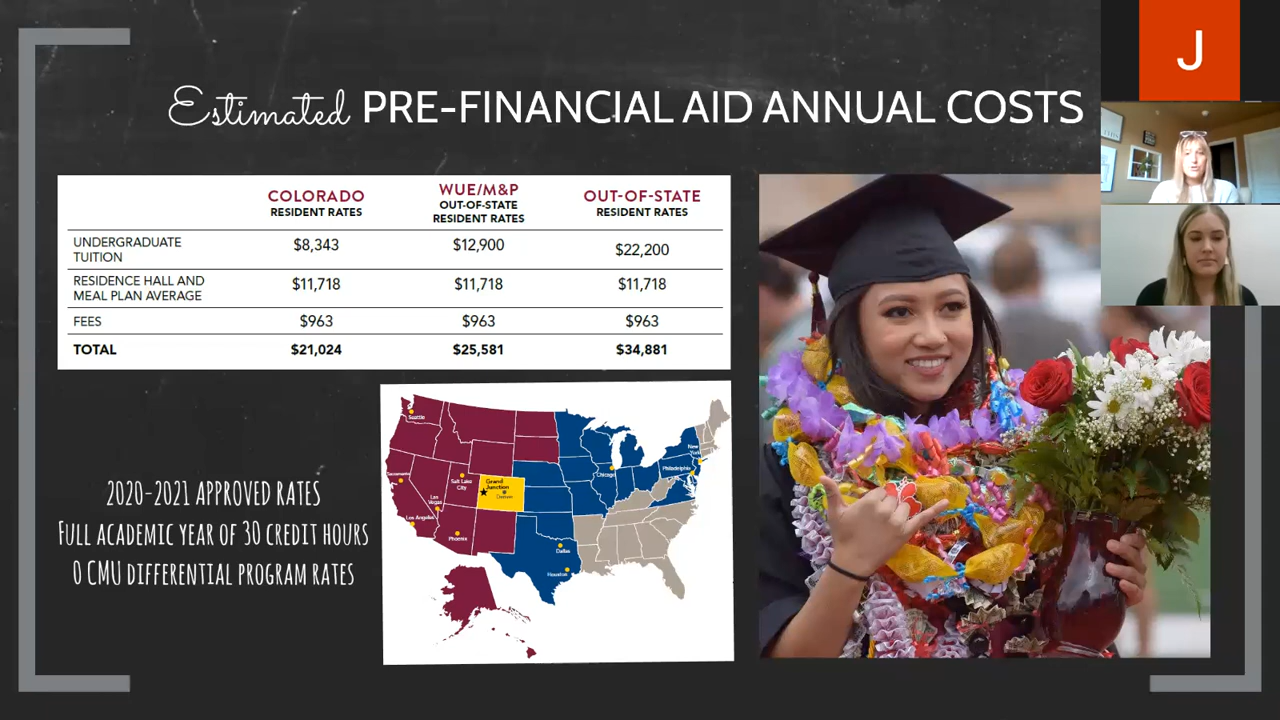 J
Estimated PRE-FINANCIAL AID ANNUAL COSTS
COLORADO
RESIDENT RATES
WUE/M&P
OUT-OF-STATE
RESIDENT RATES
OUT-OF-STATE
RESIDENT RATES
UNDERGRADUATE
TUITION
$8,343 $12,900 $22,200
RESIDENCE HALL AND
MEAL PLAN AVERAGE
$11,718 $11,718 $11,718
FEES $963 $963 $963
TOTAL $21,024 $25,581 $34,881
2020-2021 APPROVED RATES
FULL ACADEMIC YEAR OF 30 CREDIT HOURS
0 CMU DIFFERENTIAL PROGRAM RATES
Seattle
Sacramento
Salt Lake
City
Grand
Junction
Denver
Las
Vegas
Los Angeles
Phoenix
Chicago
New
York
Philadelphia
Dallas
Houston